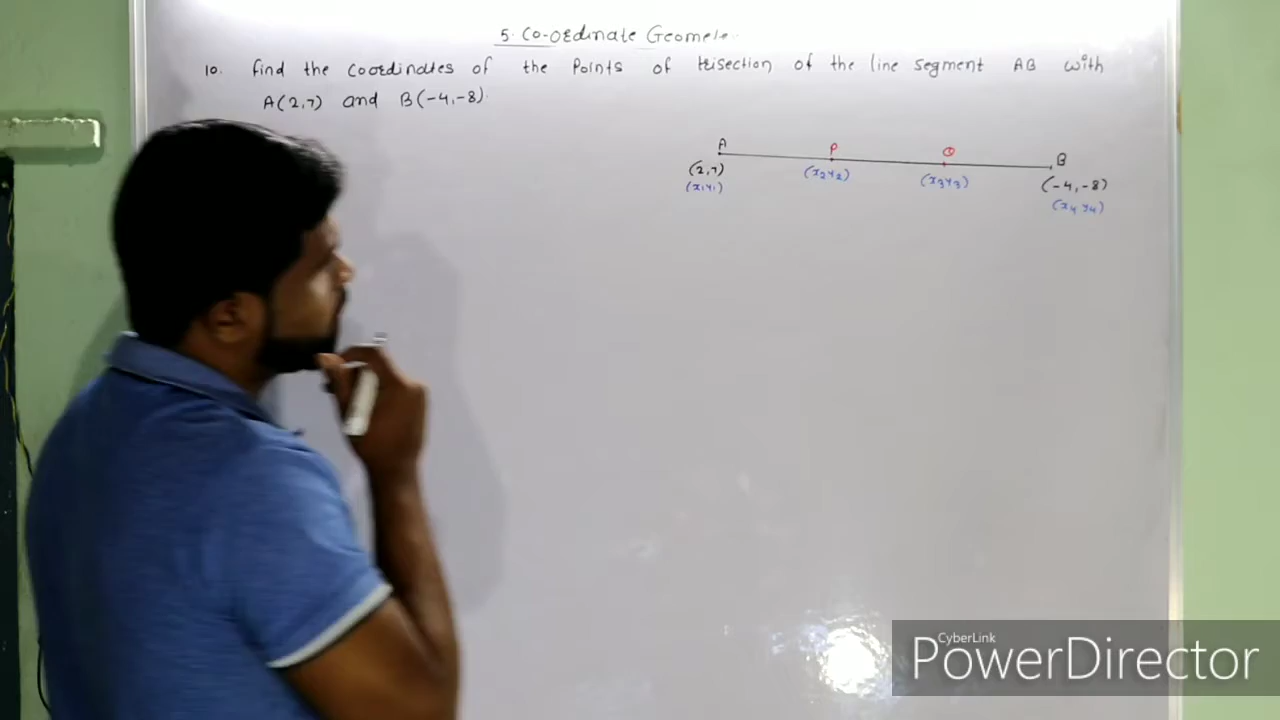 5. Co-ordinate Geomete..
10. Find the coordinates of the points of trisection of the line segment AB with
A(2,7) and B(-4,-8).
A P Q B
(2,7) (x2y2) (x3y3) (-4,-8)
(x1y1) (x4 y4)
CyberLink
PowerDirector